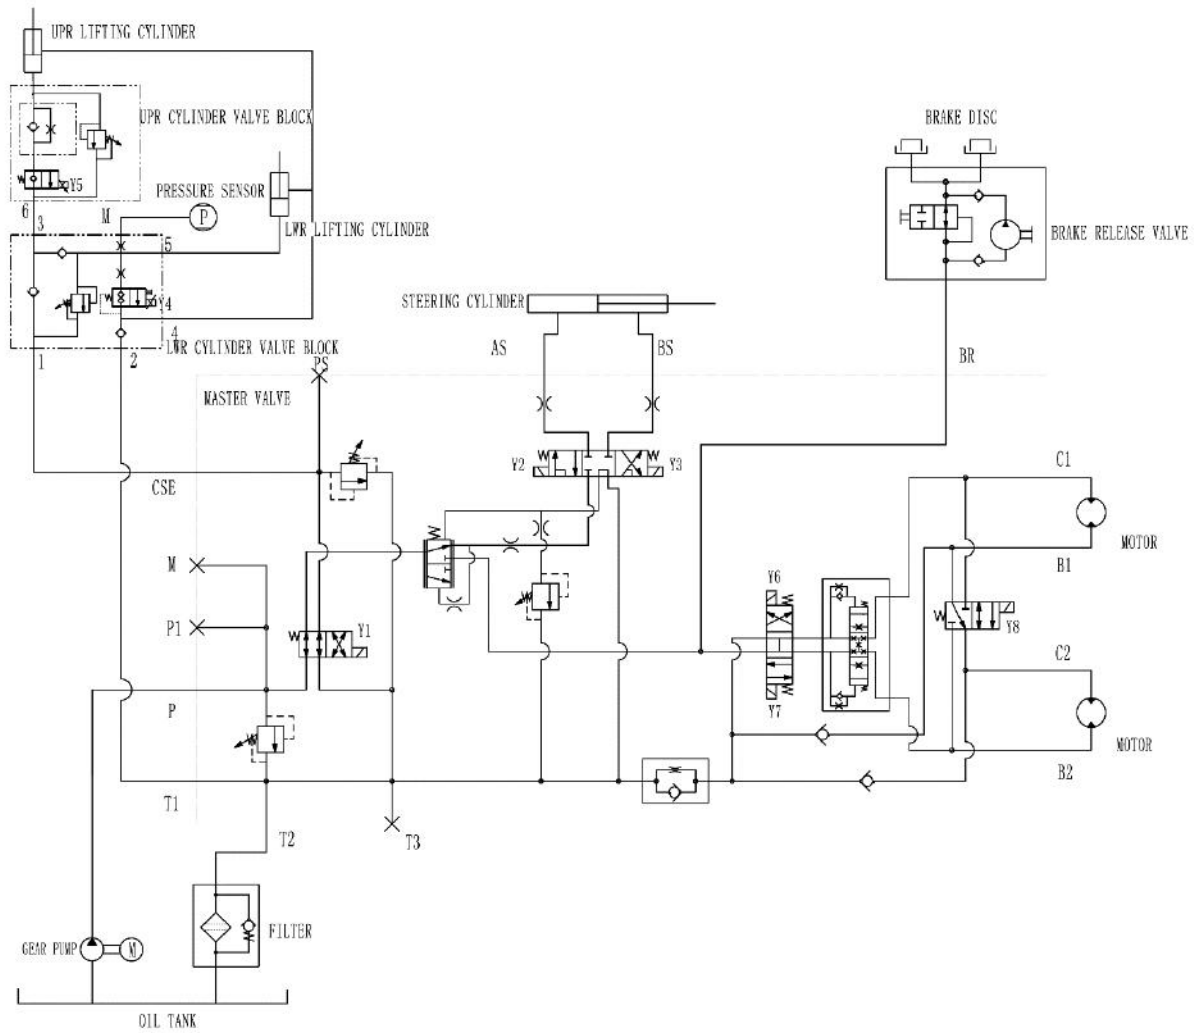 UPR LIFTING CYLINDER
BRAKE DISC
UPR CYLINDER VALVE BLOCK
Y5
PRESSURE SENSOR
6
M
P
3
LWR LIFTING CYLINDER
BRAKE RELEASE VALVE
5
STEERING CYLINDER
Y4
4
LWR CYLINDER VALVE BLOCK
AS
BS
BR
1
2
PS
MASTER VALVE
Y2
Y3
C1
CSE
MOTOR
M
B1
Y6
P1
Y1
Y8
C2
P
Y7
MOTOR
B2
T1
T2
T3
FILTER
GEAR PUMP
M
OIL TANK